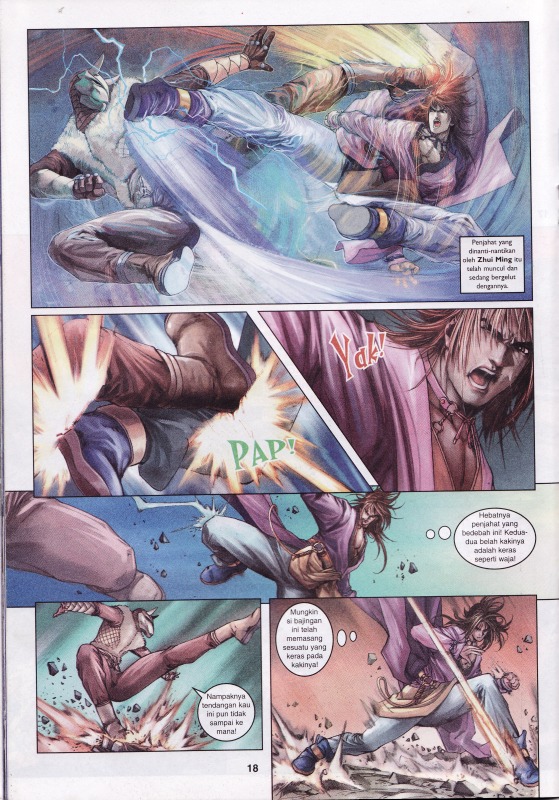 Penjahat yang
dinanti-nantikan
oleh Zhui Ming itu
telah muncul dan
sedang bergelut
dengannya.
PAP!
Yak!
Hebatnya
penjahat yang
bedebah ini! Kedua-
dua belah kakinya
adalah keras
seperti waja!
Nampaknya
tendangan kau
ini pun tidak
sampai ke
mana!
Mungkin
si bajingan
ini telah
memasang
sesuatu yang
keras pada
kakinya!
18